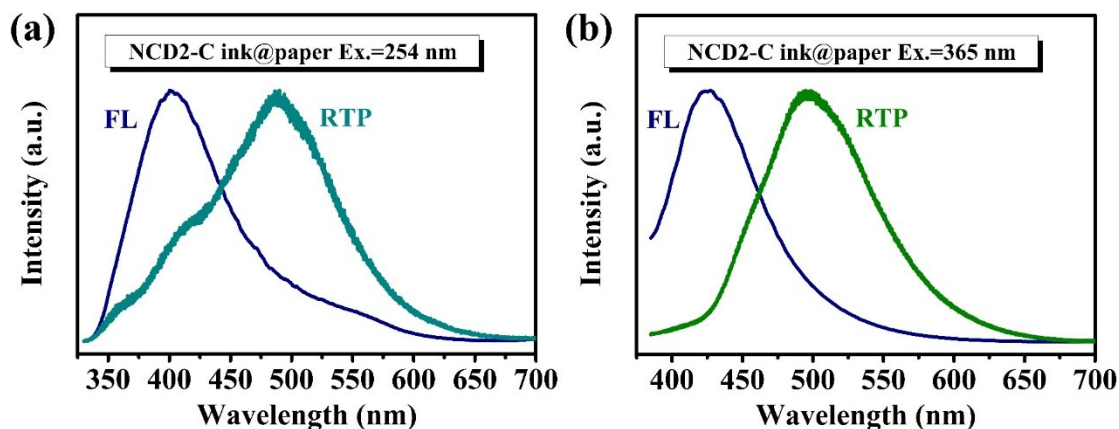 (a)
NCD2-C ink@paper Ex.=254 nm
FL
RTP
Intensity (a.u.)
350 400 450 500 550 600 650 700
Wavelength (nm)
(b)
NCD2-C ink@paper Ex.=365 nm
FL
RTP
Intensity (a.u.)
400 450 500 550 600 650 700
Wavelength (nm)